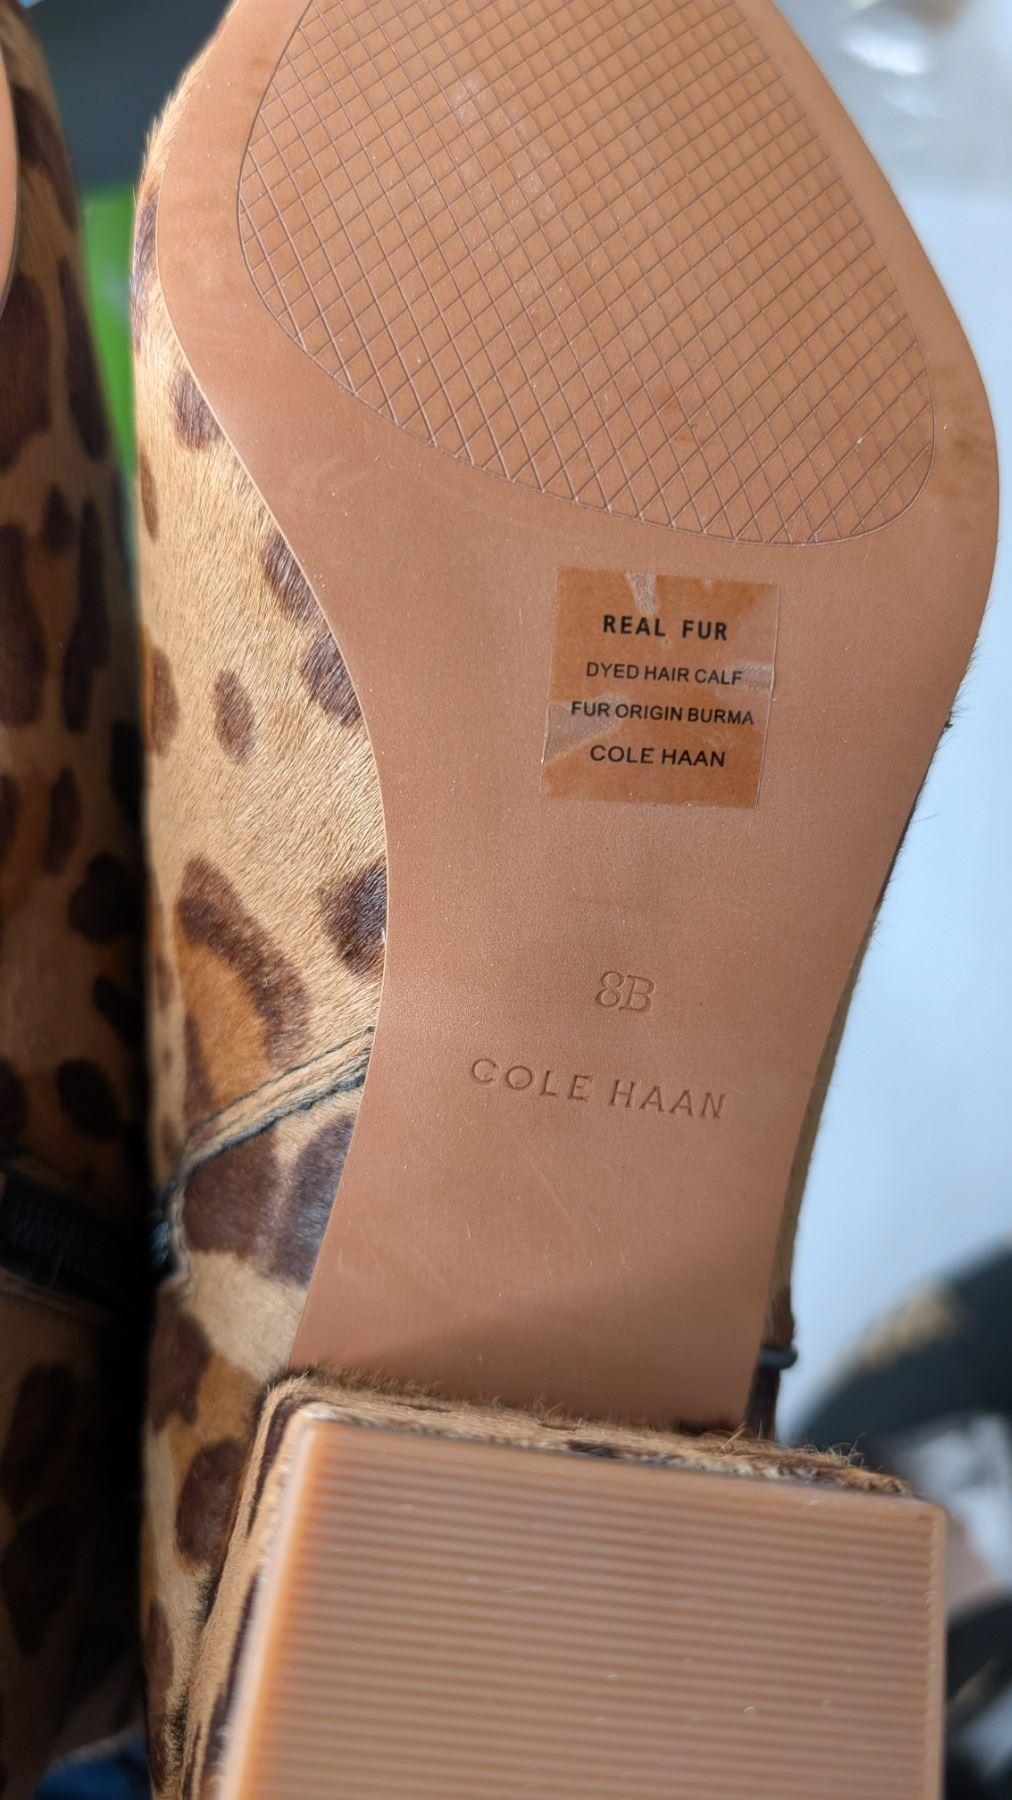 REAL FUR
DYED HAIR CALF
FUR ORIGIN BURMA
COLE HAAN
8B
COLE HAAN